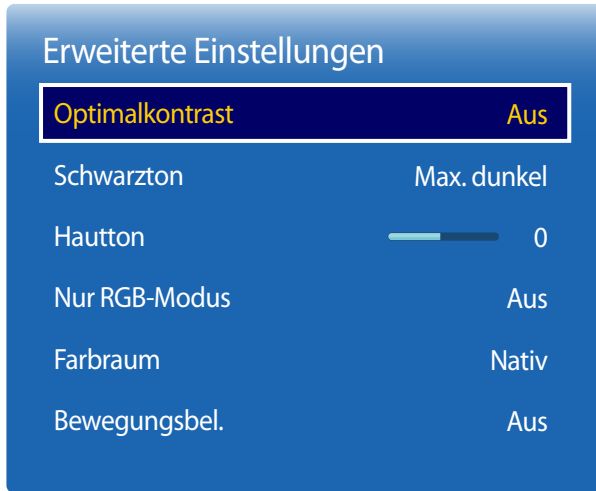 Erweiterte Einstellungen
Optimalkontrast Aus
Schwarzton Max. dunkel
Hautton 0
Nur RGB-Modus Aus
Farbraum Nativ
Bewegungsbel. Aus